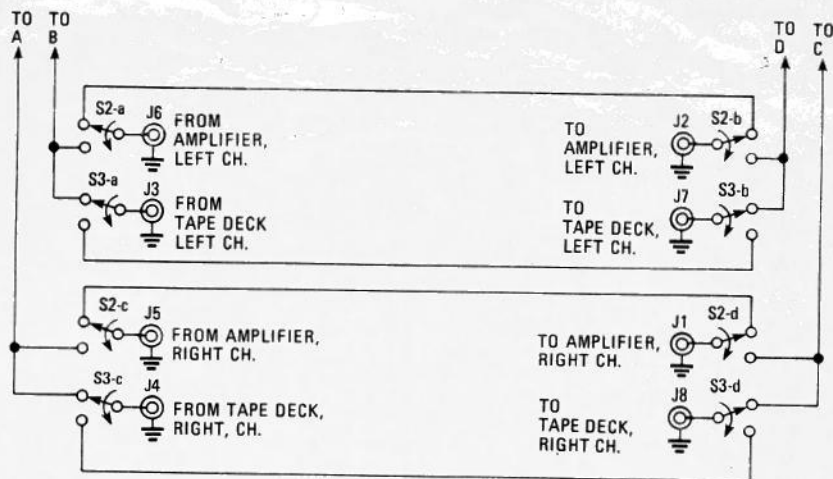 TO
A
TO
B
TO
D
TO
C
S2-a
J6
FROM
AMPLIFIER,
LEFT CH.
TO
AMPLIFIER,
LEFT CH.
J2
S2-b
S3-a
J3
FROM
TAPE DECK
LEFT CH.
TO
TAPE DECK,
LEFT CH.
J7
S3-b
S2-c
J5
FROM AMPLIFIER,
RIGHT CH.
TO AMPLIFIER,
RIGHT CH.
J1
S2-d
S3-c
J4
FROM TAPE DECK,
RIGHT, CH.
TO
TAPE DECK,
RIGHT CH.
J8
S3-d